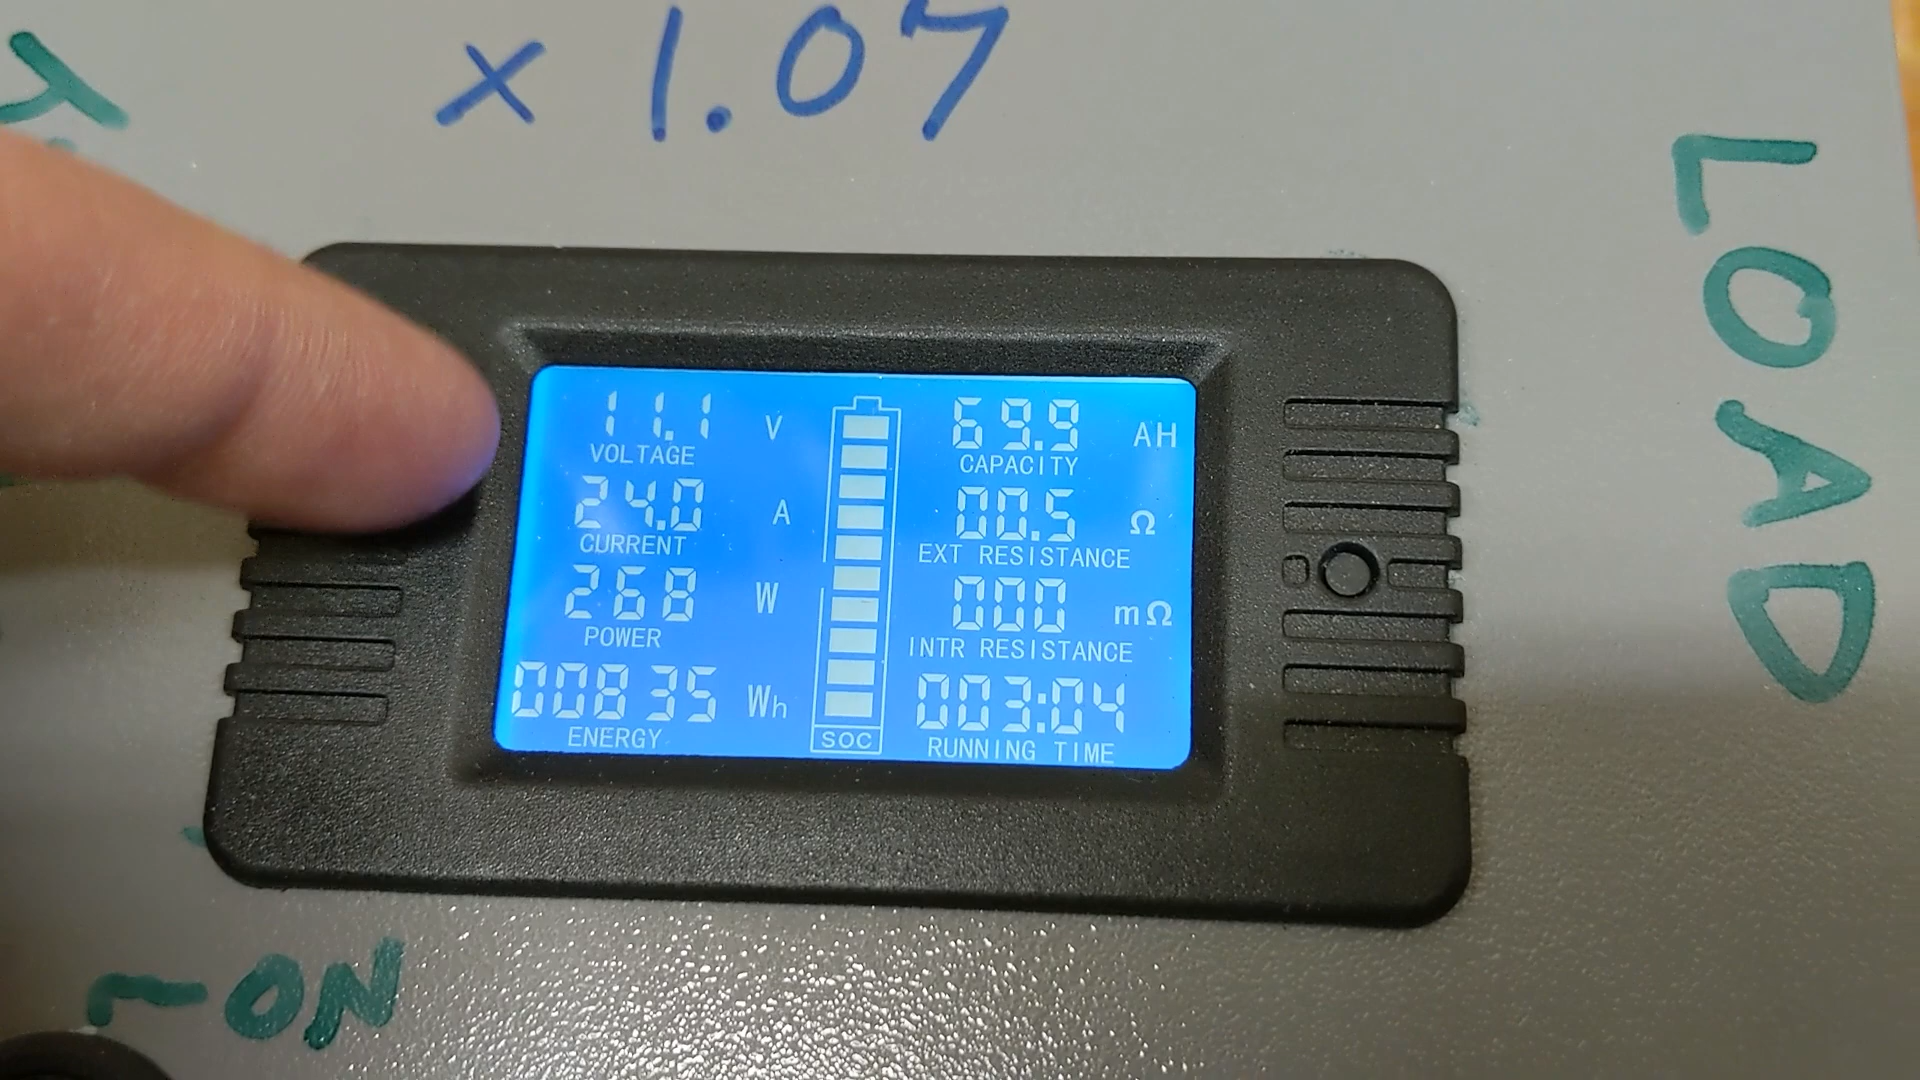 x 1.07
11.1 V
VOLTAGE
24.0 A
CURRENT
268 W
POWER
00835 Wh
ENERGY
SOC
69.9 AH
CAPACITY
00.5 Ω
EXT RESISTANCE
000 mΩ
INTR RESISTANCE
003:04
RUNNING TIME
LOAD
ON